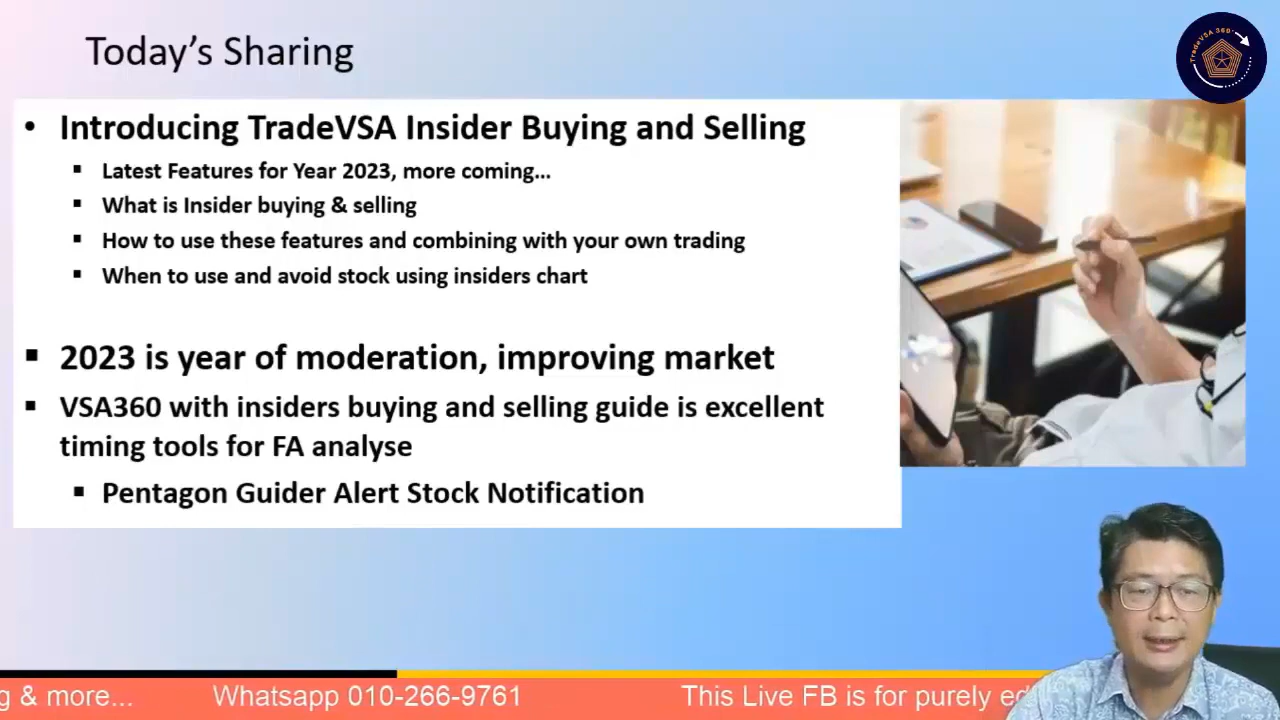 Today's Sharing
TradeVSA 360°
• Introducing TradeVSA Insider Buying and Selling
▪ Latest Features for Year 2023, more coming...
▪ What is Insider buying & selling
▪ How to use these features and combining with your own trading
▪ When to use and avoid stock using insiders chart
▪ 2023 is year of moderation, improving market
▪ VSA360 with insiders buying and selling guide is excellent
timing tools for FA analyse
▪ Pentagon Guider Alert Stock Notification
g & more... Whatsapp 010-266-9761 This Live FB is for purely ed